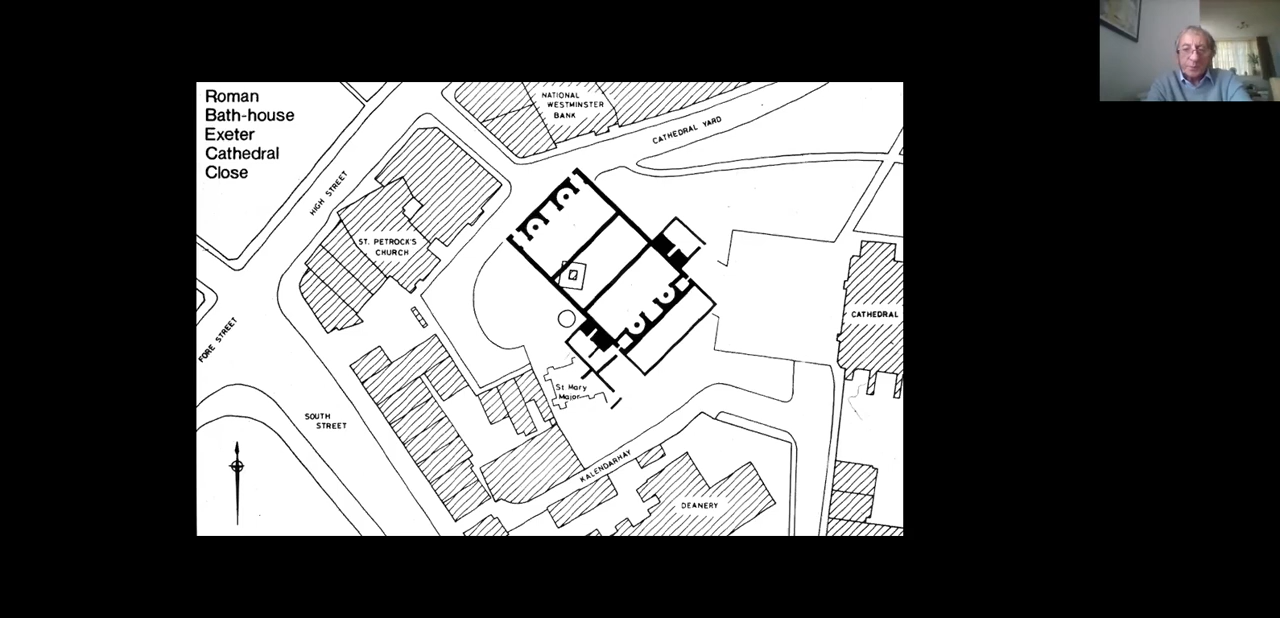 Roman
Bath-house
Exeter
Cathedral
Close
NATIONAL
WESTMINSTER
BANK
CATHEDRAL YARD
HIGH STREET
ST. PETROCK'S
CHURCH
CATHEDRAL
FORE STREET
St Mary
Major
SOUTH
STREET
KALENDARHAY
DEANERY